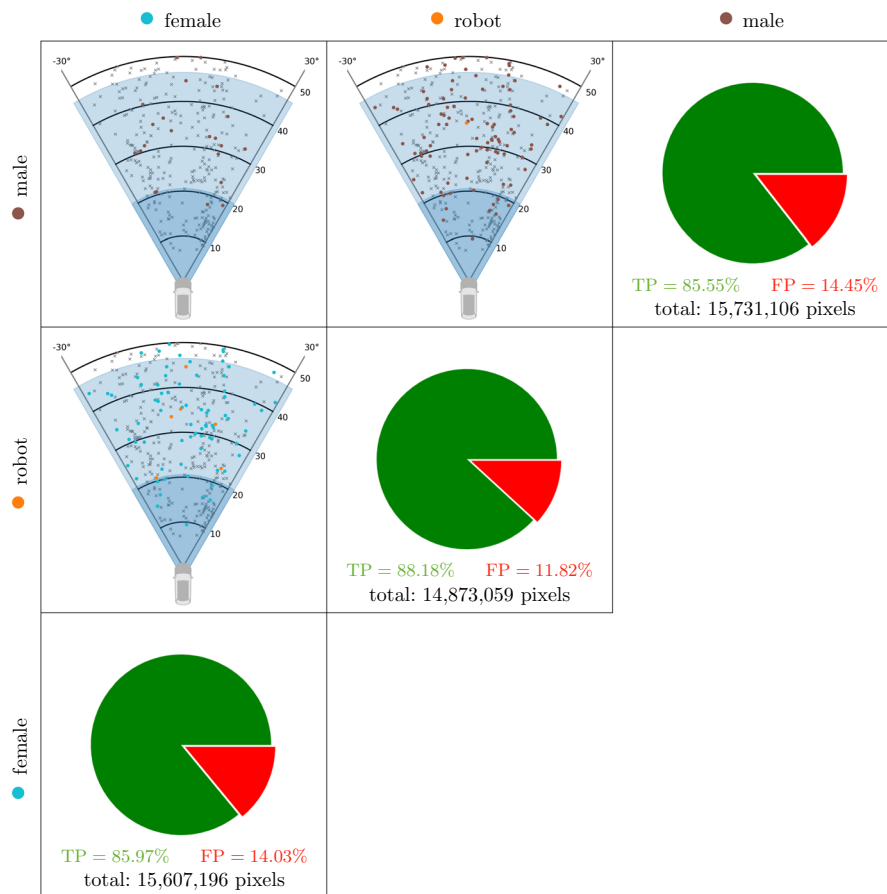 female robot male
-30° 30° -30° 30°
50 50
40 40
male
30 30
20 20
10 10
TP = 85.55% FP = 14.45%
total: 15,731,106 pixels
-30° 30°
50
40
robot
30
20
10
TP = 88.18% FP = 11.82%
total: 14,873,059 pixels
female
TP = 85.97% FP = 14.03%
total: 15,607,196 pixels